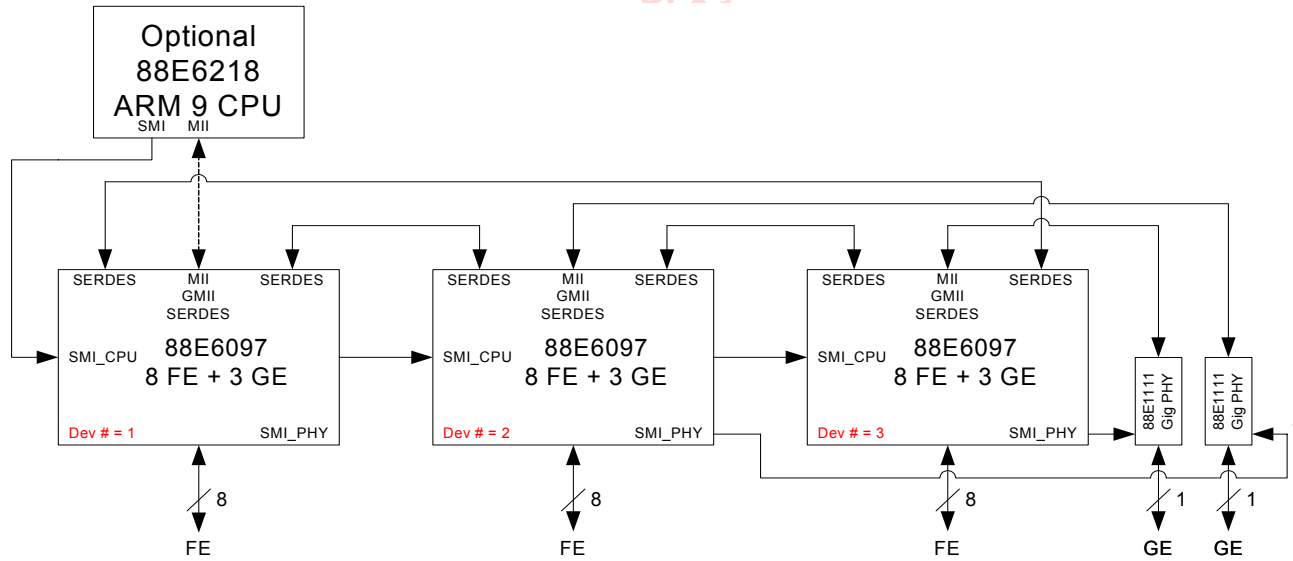 Optional
88E6218
ARM 9 CPU
SMI MII
SERDES MII SERDES
GMII
SERDES
SMI_CPU 88E6097
8 FE + 3 GE
Dev # = 1 SMI_PHY
8
FE
SERDES MII SERDES
GMII
SERDES
SMI_CPU 88E6097
8 FE + 3 GE
Dev # = 2 SMI_PHY
8
FE
SERDES MII SERDES
GMII
SERDES
SMI_CPU 88E6097
8 FE + 3 GE
Dev # = 3 SMI_PHY
8
FE
88E1111
Gig PHY
1
GE
88E1111
Gig PHY
1
GE